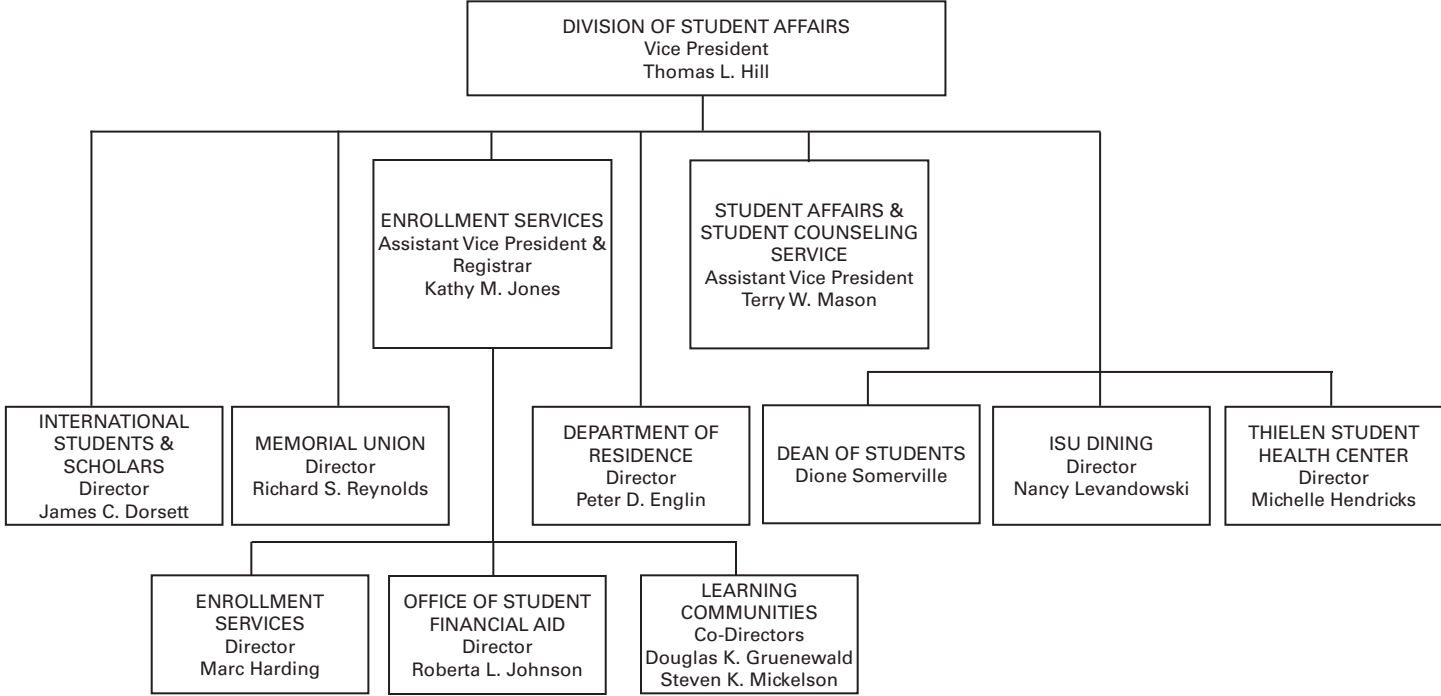 DIVISION OF STUDENT AFFAIRS
Vice President
Thomas L. Hill
ENROLLMENT SERVICES
Assistant Vice President &
Registrar
Kathy M. Jones
STUDENT AFFAIRS &
STUDENT COUNSELING
SERVICE
Assistant Vice President
Terry W. Mason
INTERNATIONAL
STUDENTS &
SCHOLARS
Director
James C. Dorsett
MEMORIAL UNION
Director
Richard S. Reynolds
DEPARTMENT OF
RESIDENCE
Director
Peter D. Englin
DEAN OF STUDENTS
Dione Somerville
ISU DINING
Director
Nancy Levandowski
THIELEN STUDENT
HEALTH CENTER
Director
Michelle Hendricks
ENROLLMENT
SERVICES
Director
Marc Harding
OFFICE OF STUDENT
FINANCIAL AID
Director
Roberta L. Johnson
LEARNING
COMMUNITIES
Co-Directors
Douglas K. Gruenewald
Steven K. Mickelson